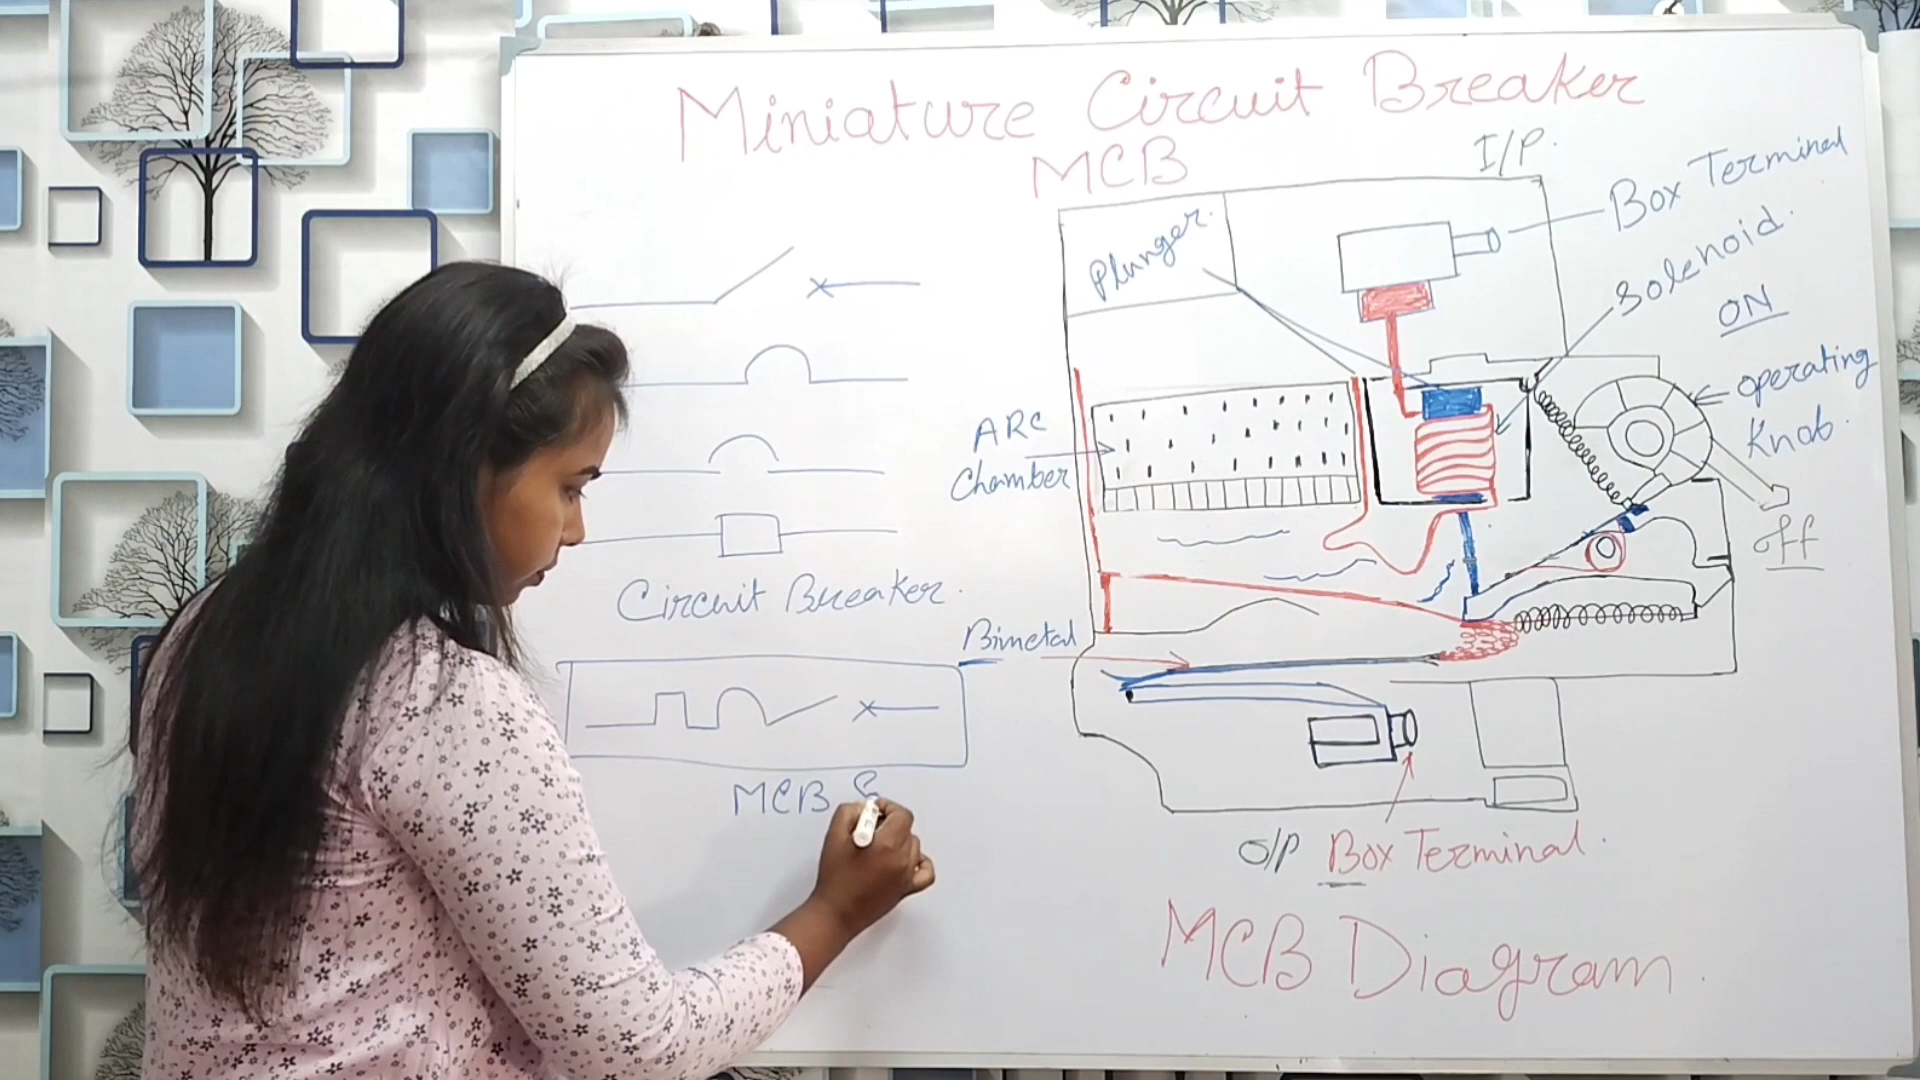 Miniature Circuit Breaker
MCB
I/P.
Box Terminal
Plunger.
Solenoid.
ON
operating
Knob.
ARC
Chamber
off
Circuit Breaker.
Bimetal
MCB S
O/P Box Terminal.
MCB Diagram.